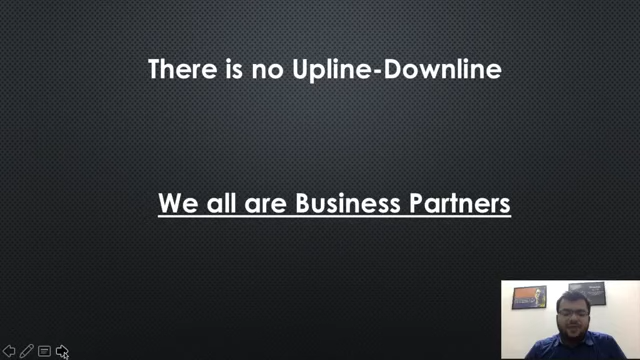 There is no Upline-Downline
We all are Business Partners